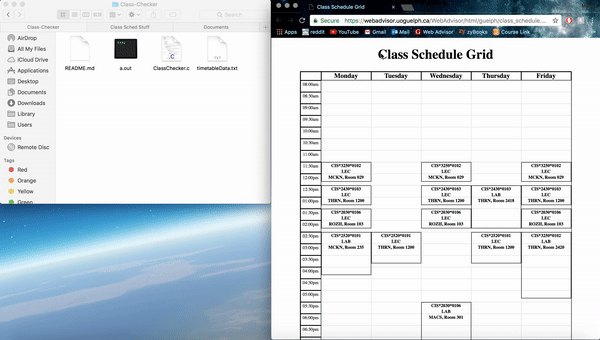 Class-Checker
Class-Checker
Class Sched Stuff
Documents
Favorites
AirDrop
All My Files
iCloud Drive
Applications
Desktop
Documents
Downloads
Library
Users
Devices
Remote Disc
Tags
Red
Orange
Yellow
Green
README.md
a.out
ClassChecker.c
timetableData.txt
Class Schedule Grid
Secure https://webadvisor.uoguelph.ca/WebAdvisor/html/guelph/class_schedule....
Apps
reddit
YouTube
Gmail
Web Advisor
zyBooks
Course Link
Class Schedule Grid
Monday Tuesday Wednesday Thursday Friday
08:00am
08:30am
09:00am
09:30am
10:00am
10:30am
11:00am
11:30am CIS*3250*0102 CIS*3250*0102 CIS*3250*0102
LEC LEC LEC
12:00pm MCKN, Room 029 MCKN, Room 029 MCKN, Room 029
12:30pm CIS*2430*0103 CIS*2430*0103 CIS*2430*0103 CIS*2430*0103
LEC LEC LAB LEC
01:00pm THRN, Room 1200 THRN, Room 1200 THRN, Room 2418 THRN, Room 1200
01:30pm CIS*2030*0106 CIS*2030*0106 CIS*2030*0106
LEC LEC LEC
02:00pm ROZH, Room 103 ROZH, Room 103 ROZH, Room 103
02:30pm CIS*2520*0101 CIS*2520*0101 CIS*2520*0101 CIS*3250*0102
LAB LEC LEC LAB
03:00pm MCKN, Room 235 THRN, Room 1200 THRN, Room 1200 THRN, Room 2420
03:30pm
04:00pm
04:30pm
05:00pm
05:30pm CIS*2030*0106
LAB
06:00pm MACS, Room 301
06:30pm